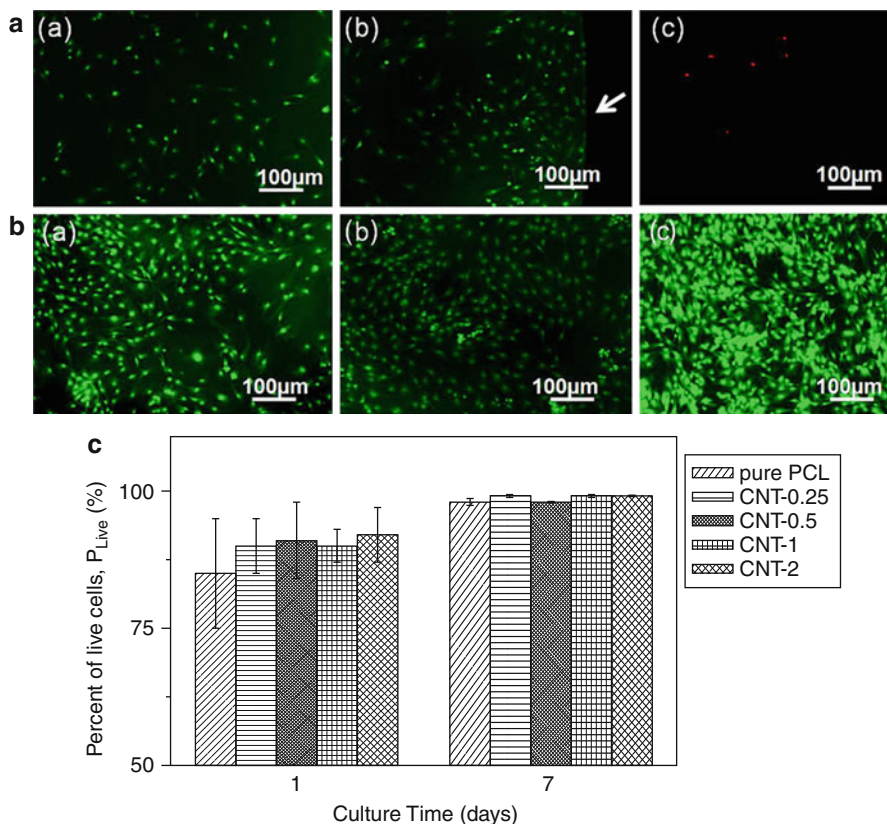 a
(a)
(b)
(c)
100µm
100µm
100µm
b
(a)
(b)
(c)
100µm
100µm
100µm
c
Percent of live cells, P_Live (%)
100
75
50
1
7
Culture Time (days)
pure PCL
CNT-0.25
CNT-0.5
CNT-1
CNT-2